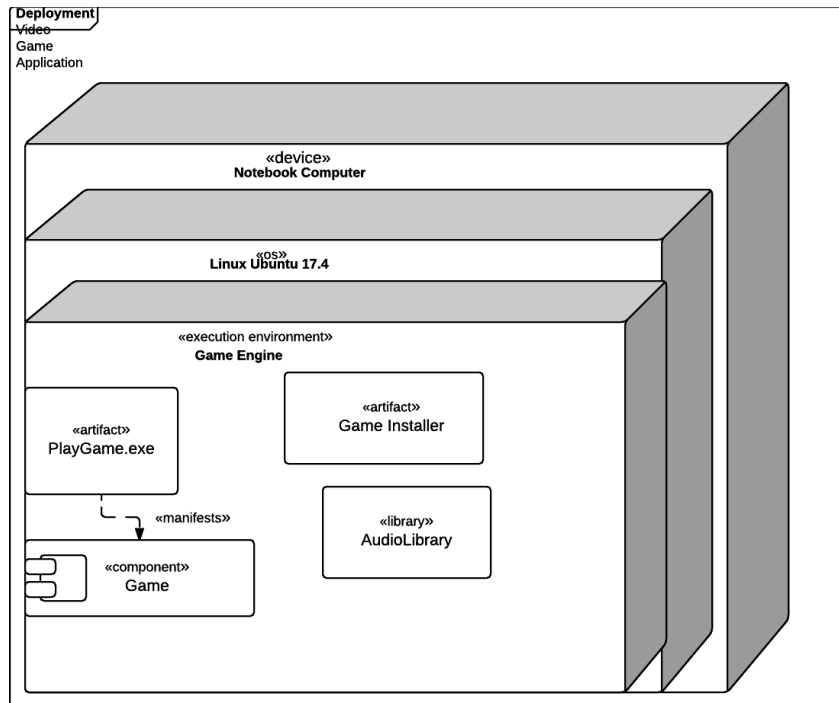 Deployment
Video
Game
Application
«device»
Notebook Computer
«os»
Linux Ubuntu 17.4
«execution environment»
Game Engine
«artifact»
Game Installer
«artifact»
PlayGame.exe
«manifests»
«library»
AudioLibrary
«component»
Game